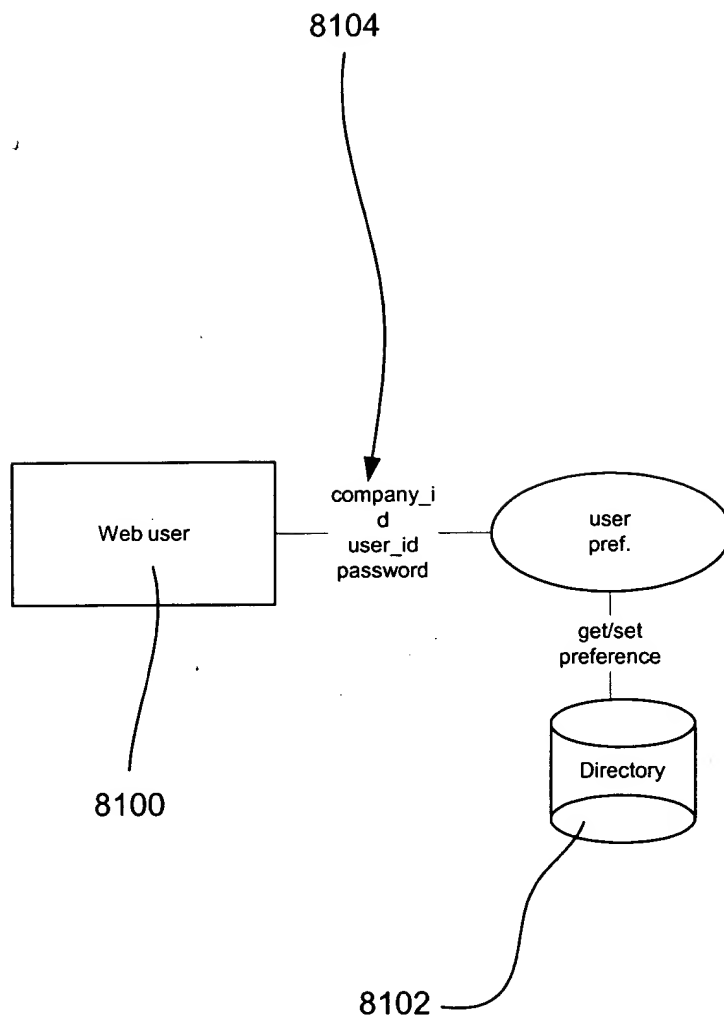 8104
Web user
company_i
d
user_id
password
user
pref.
get/set
preference
Directory
8100
8102